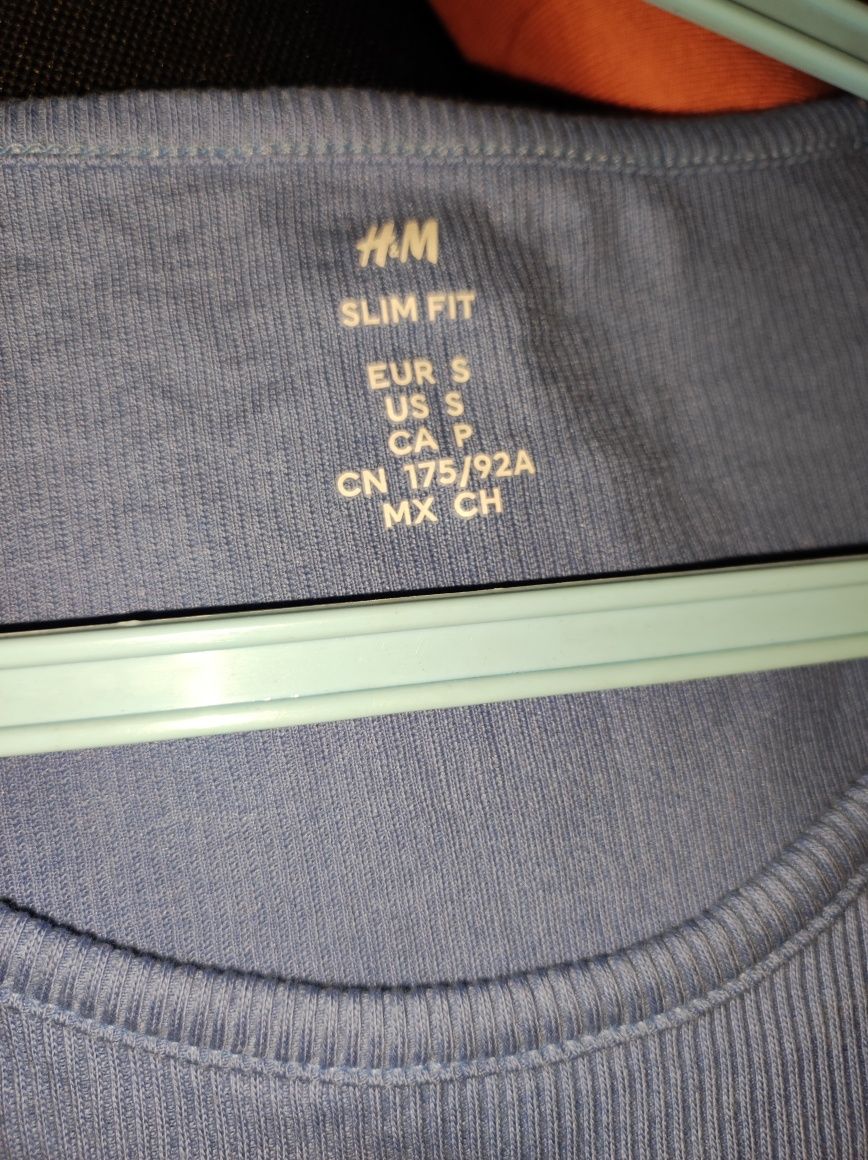 H&M
SLIM FIT
EUR S
US S
CA P
CN 175/92A
MX CH